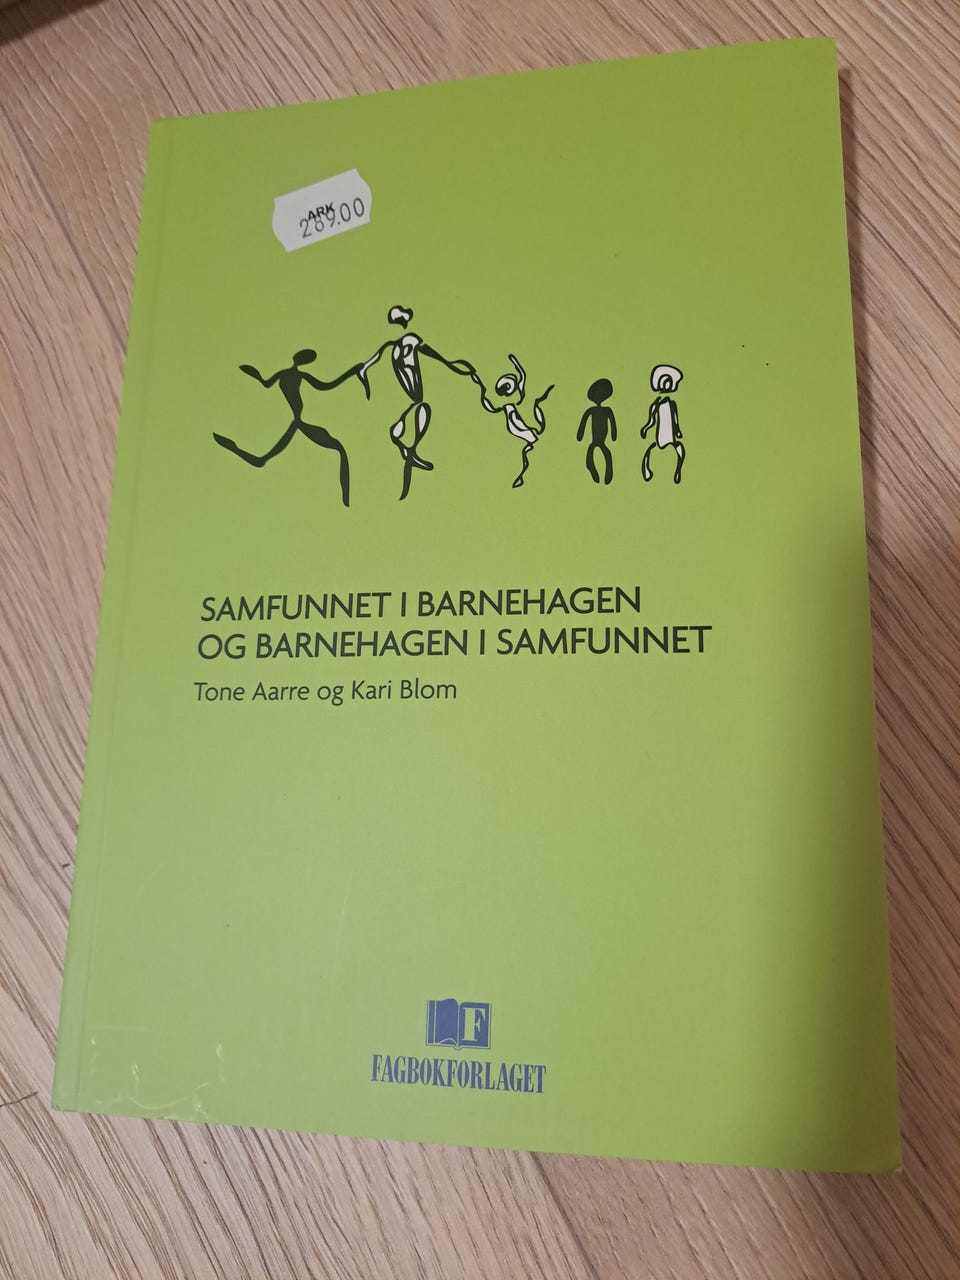 ARK
289.00
SAMFUNNET I BARNEHAGEN
OG BARNEHAGEN I SAMFUNNET
Tone Aarre og Kari Blom
F
FAGBOKFORLAGET